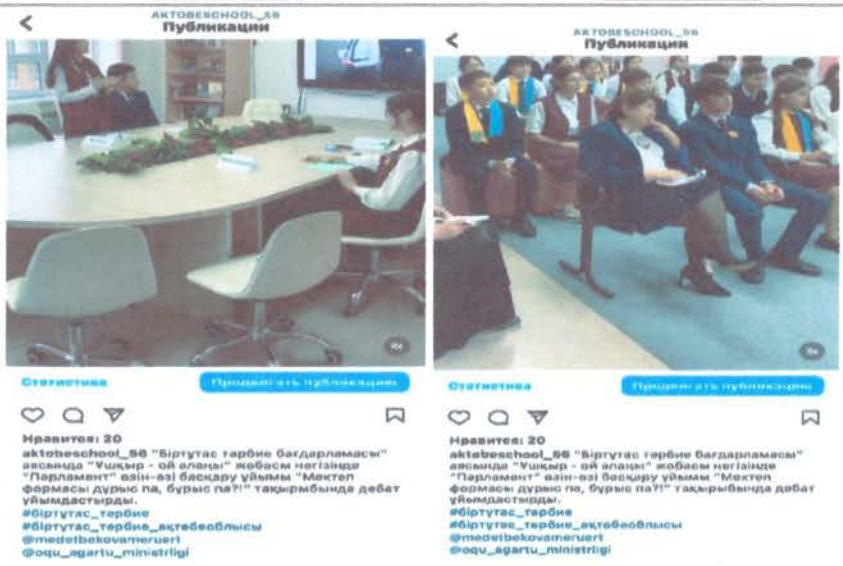 AKTOBESCHOOL_56
Публикации
Статистика
Продвигать публикацию
Нравится: 20
aktobeschool_56 "Біртұтас тәрбие бағдарламасы"
аясында "Ұшқыр - ой алаңы" жобасы негізінде
"Парламент" өзін-өзі басқару ұйымы "Мектеп
формасы дұрыс па, бұрыс па?!" тақырыбында дебат
ұйымдастырды.
#біртұтас_тәрбие
#біртұтас_тәрбие_ақтөбеоблысы
@medetbekovameruert
@oqu_agartu_ministrligi
AKTOBESCHOOL_56
Публикации
Статистика
Продвигать публикацию
Нравится: 20
aktobeschool_56 "Біртұтас тәрбие бағдарламасы"
аясында "Ұшқыр - ой алаңы" жобасы негізінде
"Парламент" өзін-өзі басқару ұйымы "Мектеп
формасы дұрыс па, бұрыс па?!" тақырыбында дебат
ұйымдастырды.
#біртұтас_тәрбие
#біртұтас_тәрбие_ақтөбеоблысы
@medetbekovameruert
@oqu_agartu_ministrligi